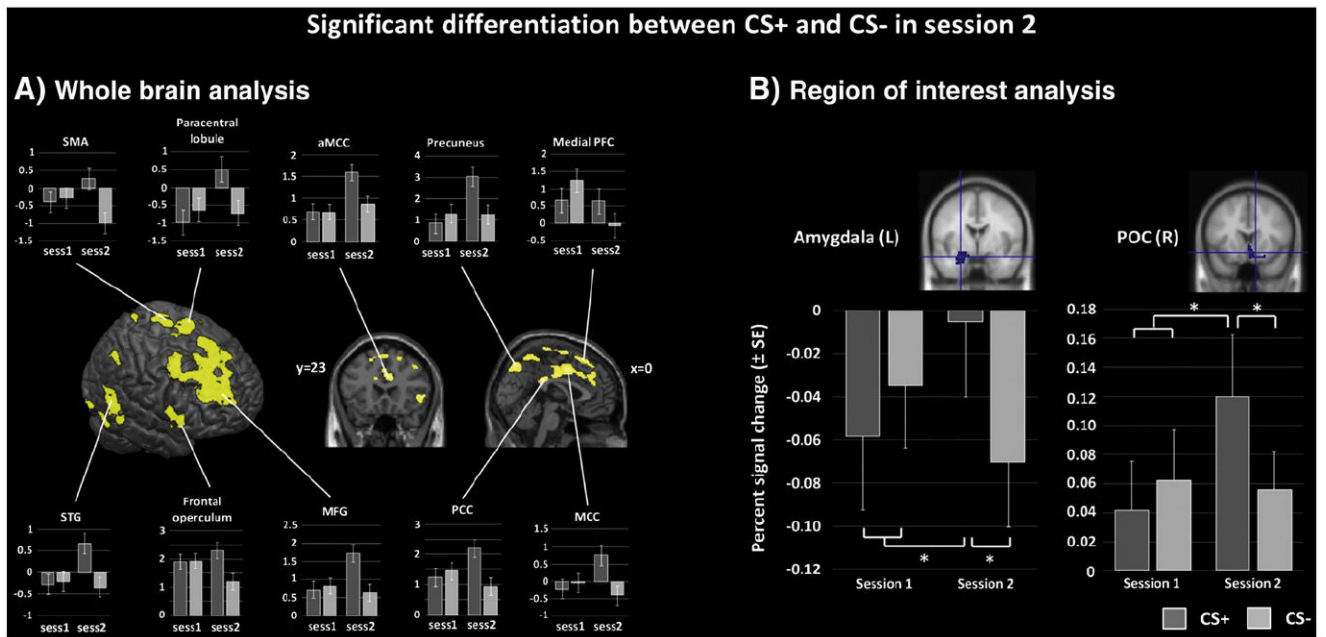 Significant differentiation between CS+ and CS- in session 2
A) Whole brain analysis
B) Region of interest analysis
SMA
1
0.5
0
-0.5
-1
-1.5
sess1 sess2
Paracentral
lobule
1
0.5
0
-0.5
-1
-1.5
sess1 sess2
aMCC
2
1.5
1
0.5
0
sess1 sess2
Precuneus
4
3
2
1
0
sess1 sess2
Medial PFC
2
1.5
1
0.5
0
-0.5
sess1 sess2
y=23
x=0
STG
1
0.5
0
-0.5
-1
sess1 sess2
Frontal
operculum
3
2
1
0
sess1 sess2
MFG
2.5
2
1.5
1
0.5
0
sess1 sess2
PCC
3
2
1
0
sess1 sess2
MCC
1.5
1
0.5
0
-0.5
-1
sess1 sess2
Amygdala (L)
Percent signal change (± SE)
0
-0.02
-0.04
-0.06
-0.08
-0.10
-0.12
* *
Session 1 Session 2
POC (R)
0.18
0.16
0.14
0.12
0.10
0.08
0.06
0.04
0.02
0
* *
Session 1 Session 2
CS+ CS-